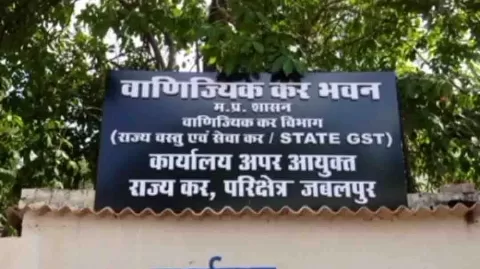 वाणिज्यिक कर भवन
म.प्र. शासन
वाणिज्यिक कर विभाग
(राज्य वस्तु एवं सेवा कर / STATE GST)
कार्यालय अपर आयुक्त
राज्य कर, परिक्षेत्र जबलपुर